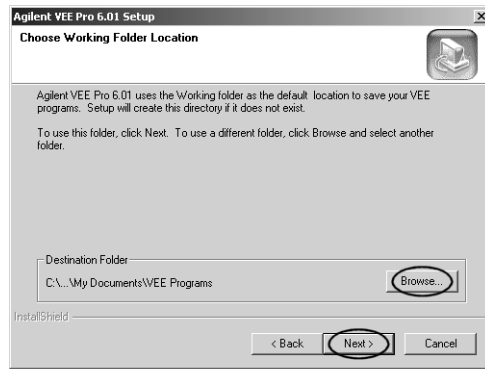 Agilent VEE Pro 6.01 Setup
Choose Working Folder Location
Agilent VEE Pro 6.01 uses the Working folder as the default location to save your VEE
programs. Setup will create this directory if it does not exist.
To use this folder, click Next. To use a different folder, click Browse and select another
folder.
Destination Folder
C:\...\My Documents\VEE Programs
Browse...
InstallShield
< Back
Next >
Cancel